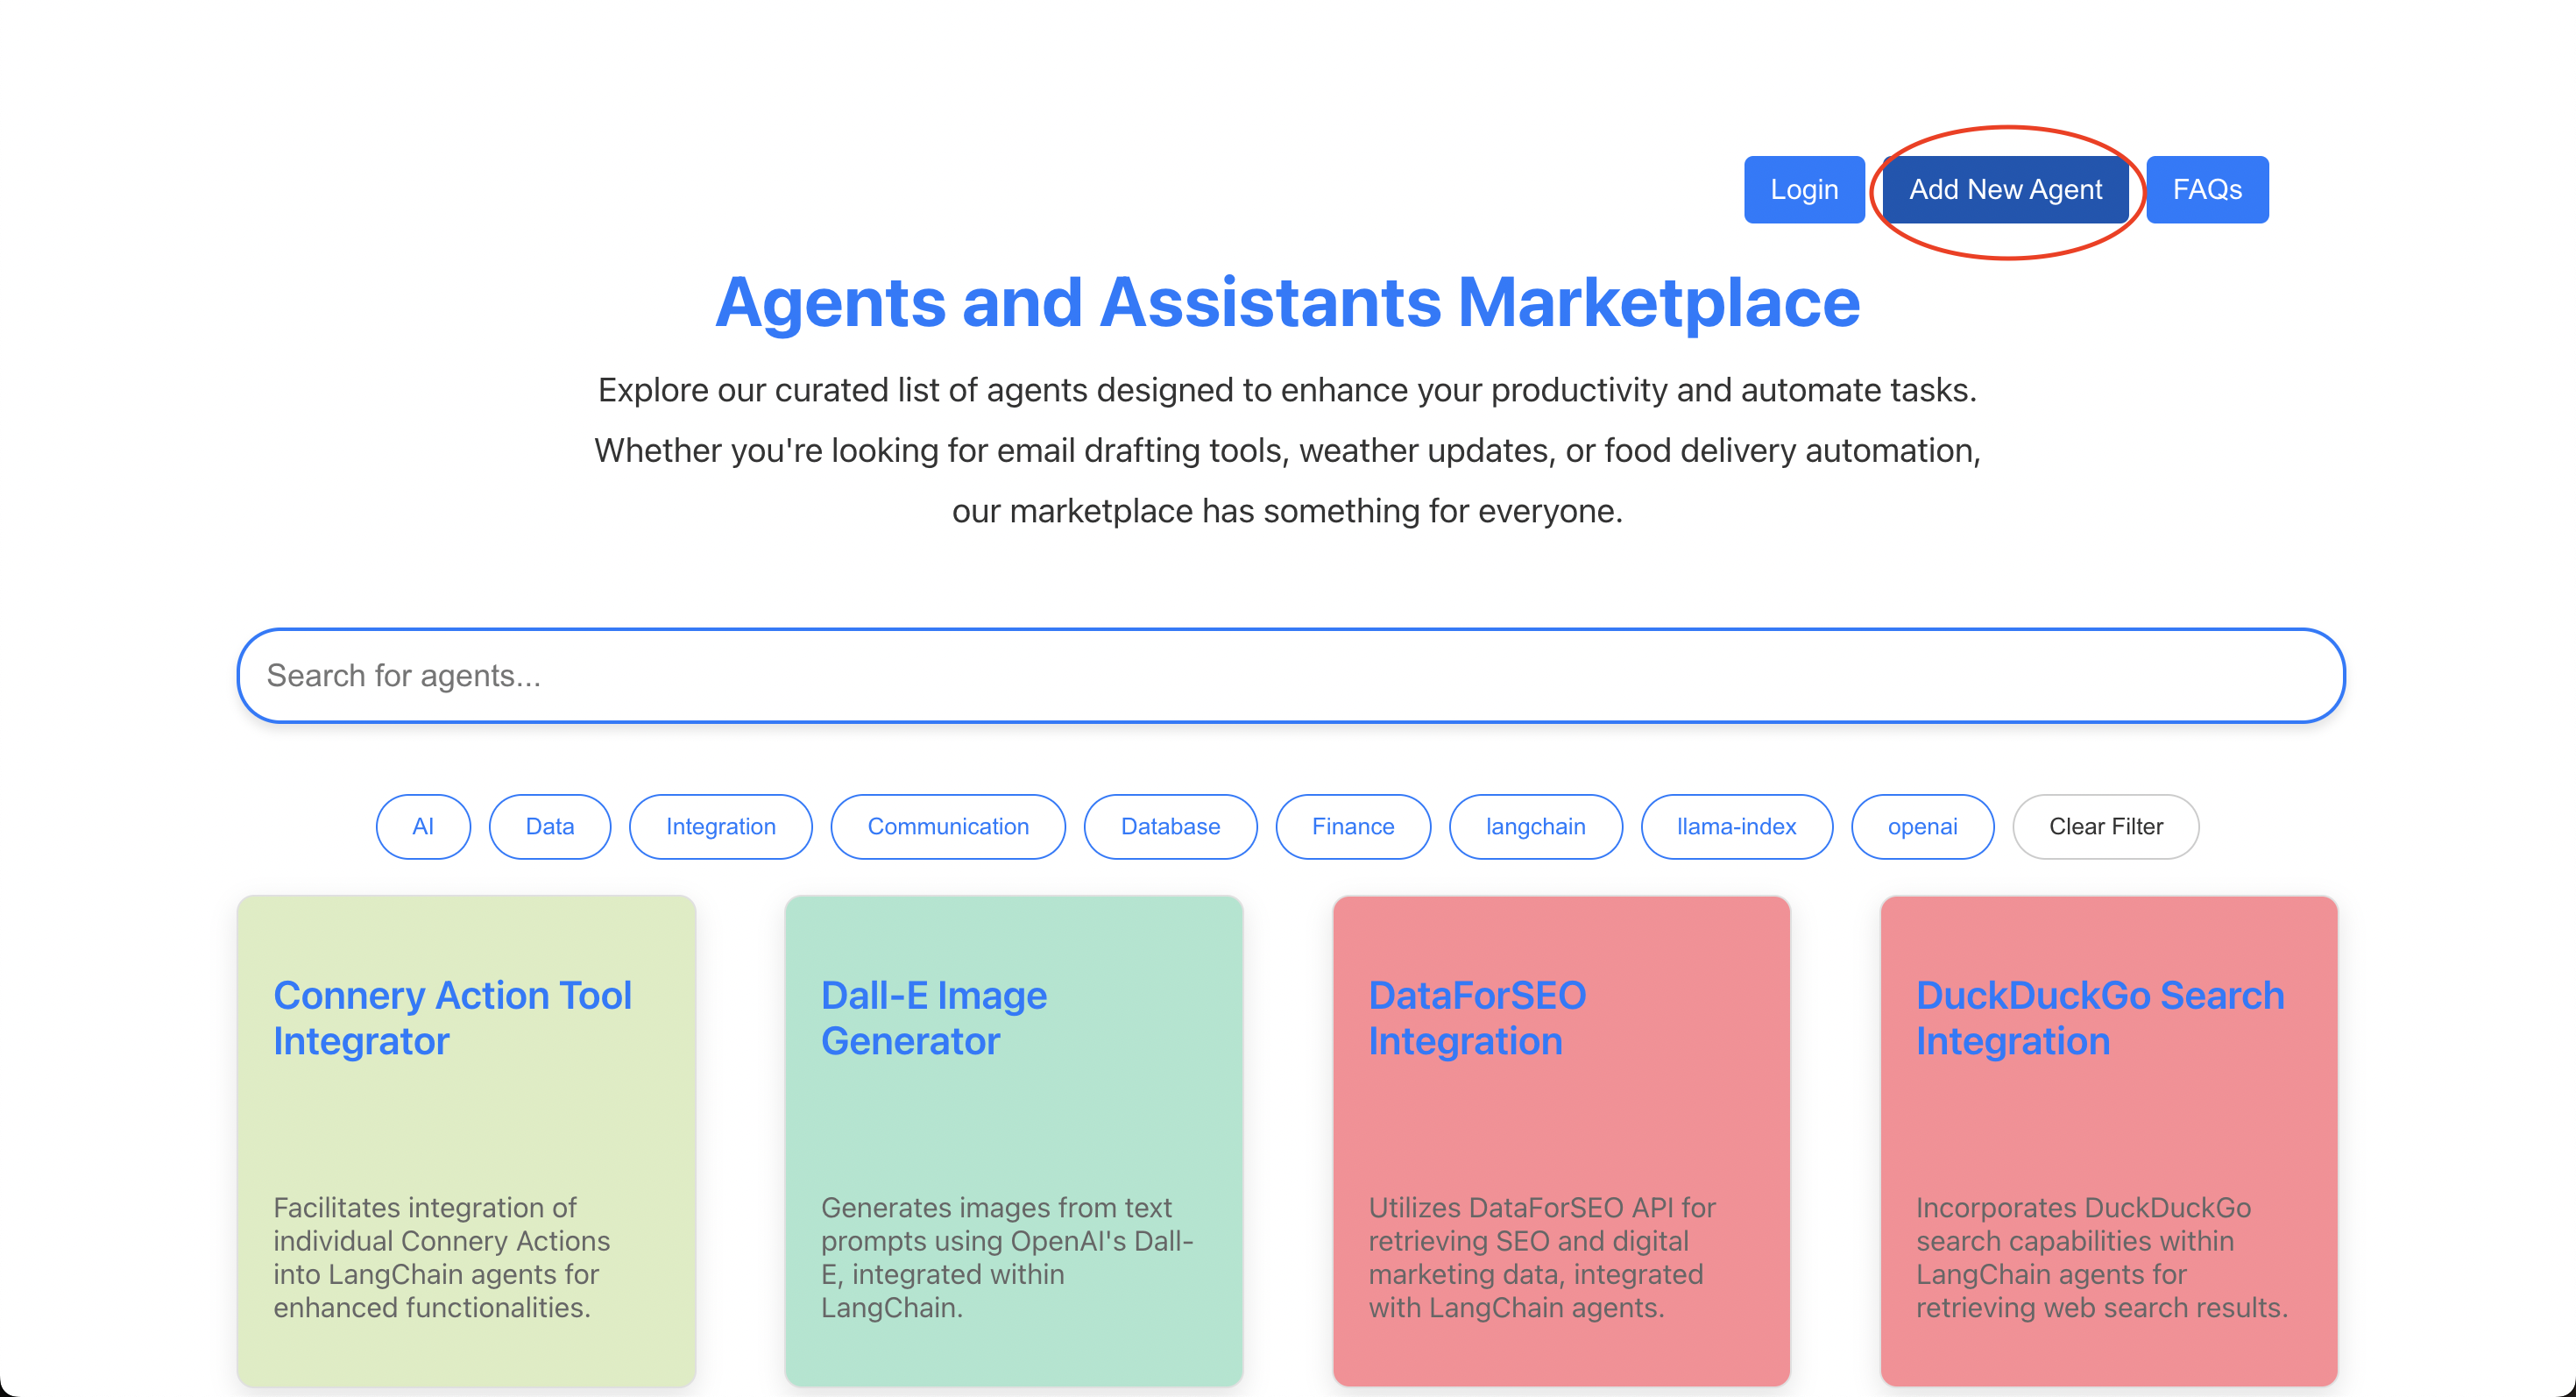 Login
Add New Agent
FAQs
Agents and Assistants Marketplace
Explore our curated list of agents designed to enhance your productivity and automate tasks.
Whether you're looking for email drafting tools, weather updates, or food delivery automation,
our marketplace has something for everyone.
Search for agents...
AI
Data
Integration
Communication
Database
Finance
langchain
llama-index
openai
Clear Filter
Connery Action Tool
Integrator
Facilitates integration of
individual Connery Actions
into LangChain agents for
enhanced functionalities.
Dall-E Image
Generator
Generates images from text
prompts using OpenAI's Dall-
E, integrated within
LangChain.
DataForSEO
Integration
Utilizes DataForSEO API for
retrieving SEO and digital
marketing data, integrated
with LangChain agents.
DuckDuckGo Search
Integration
Incorporates DuckDuckGo
search capabilities within
LangChain agents for
retrieving web search results.